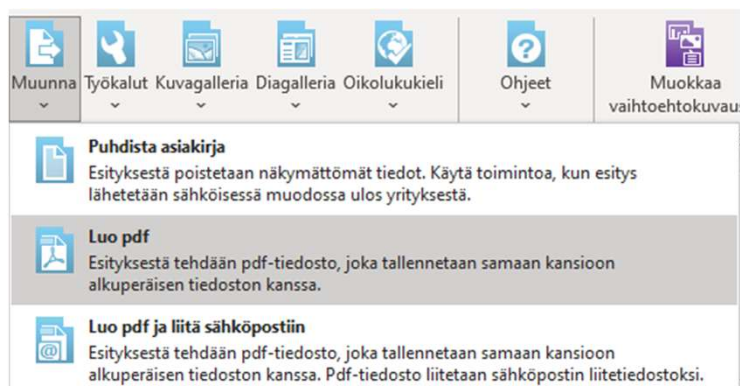 Muunna Työkalut Kuvagalleria Diagalleria Oikolukukieli Ohjeet Muokkaa
vaihtoehtokuvau
Puhdista asiakirja
Esityksestä poistetaan näkymättömät tiedot. Käytä toimintoa, kun esitys
lähetetään sähköisessä muodossa ulos yrityksestä.
Luo pdf
Esityksestä tehdään pdf-tiedosto, joka tallennetaan samaan kansioon
alkuperäisen tiedoston kanssa.
Luo pdf ja liitä sähköpostiin
Esityksestä tehdään pdf-tiedosto, joka tallennetaan samaan kansioon
alkuperäisen tiedoston kanssa. Pdf-tiedosto liitetaan sähköpostin liitetiedostoksi.